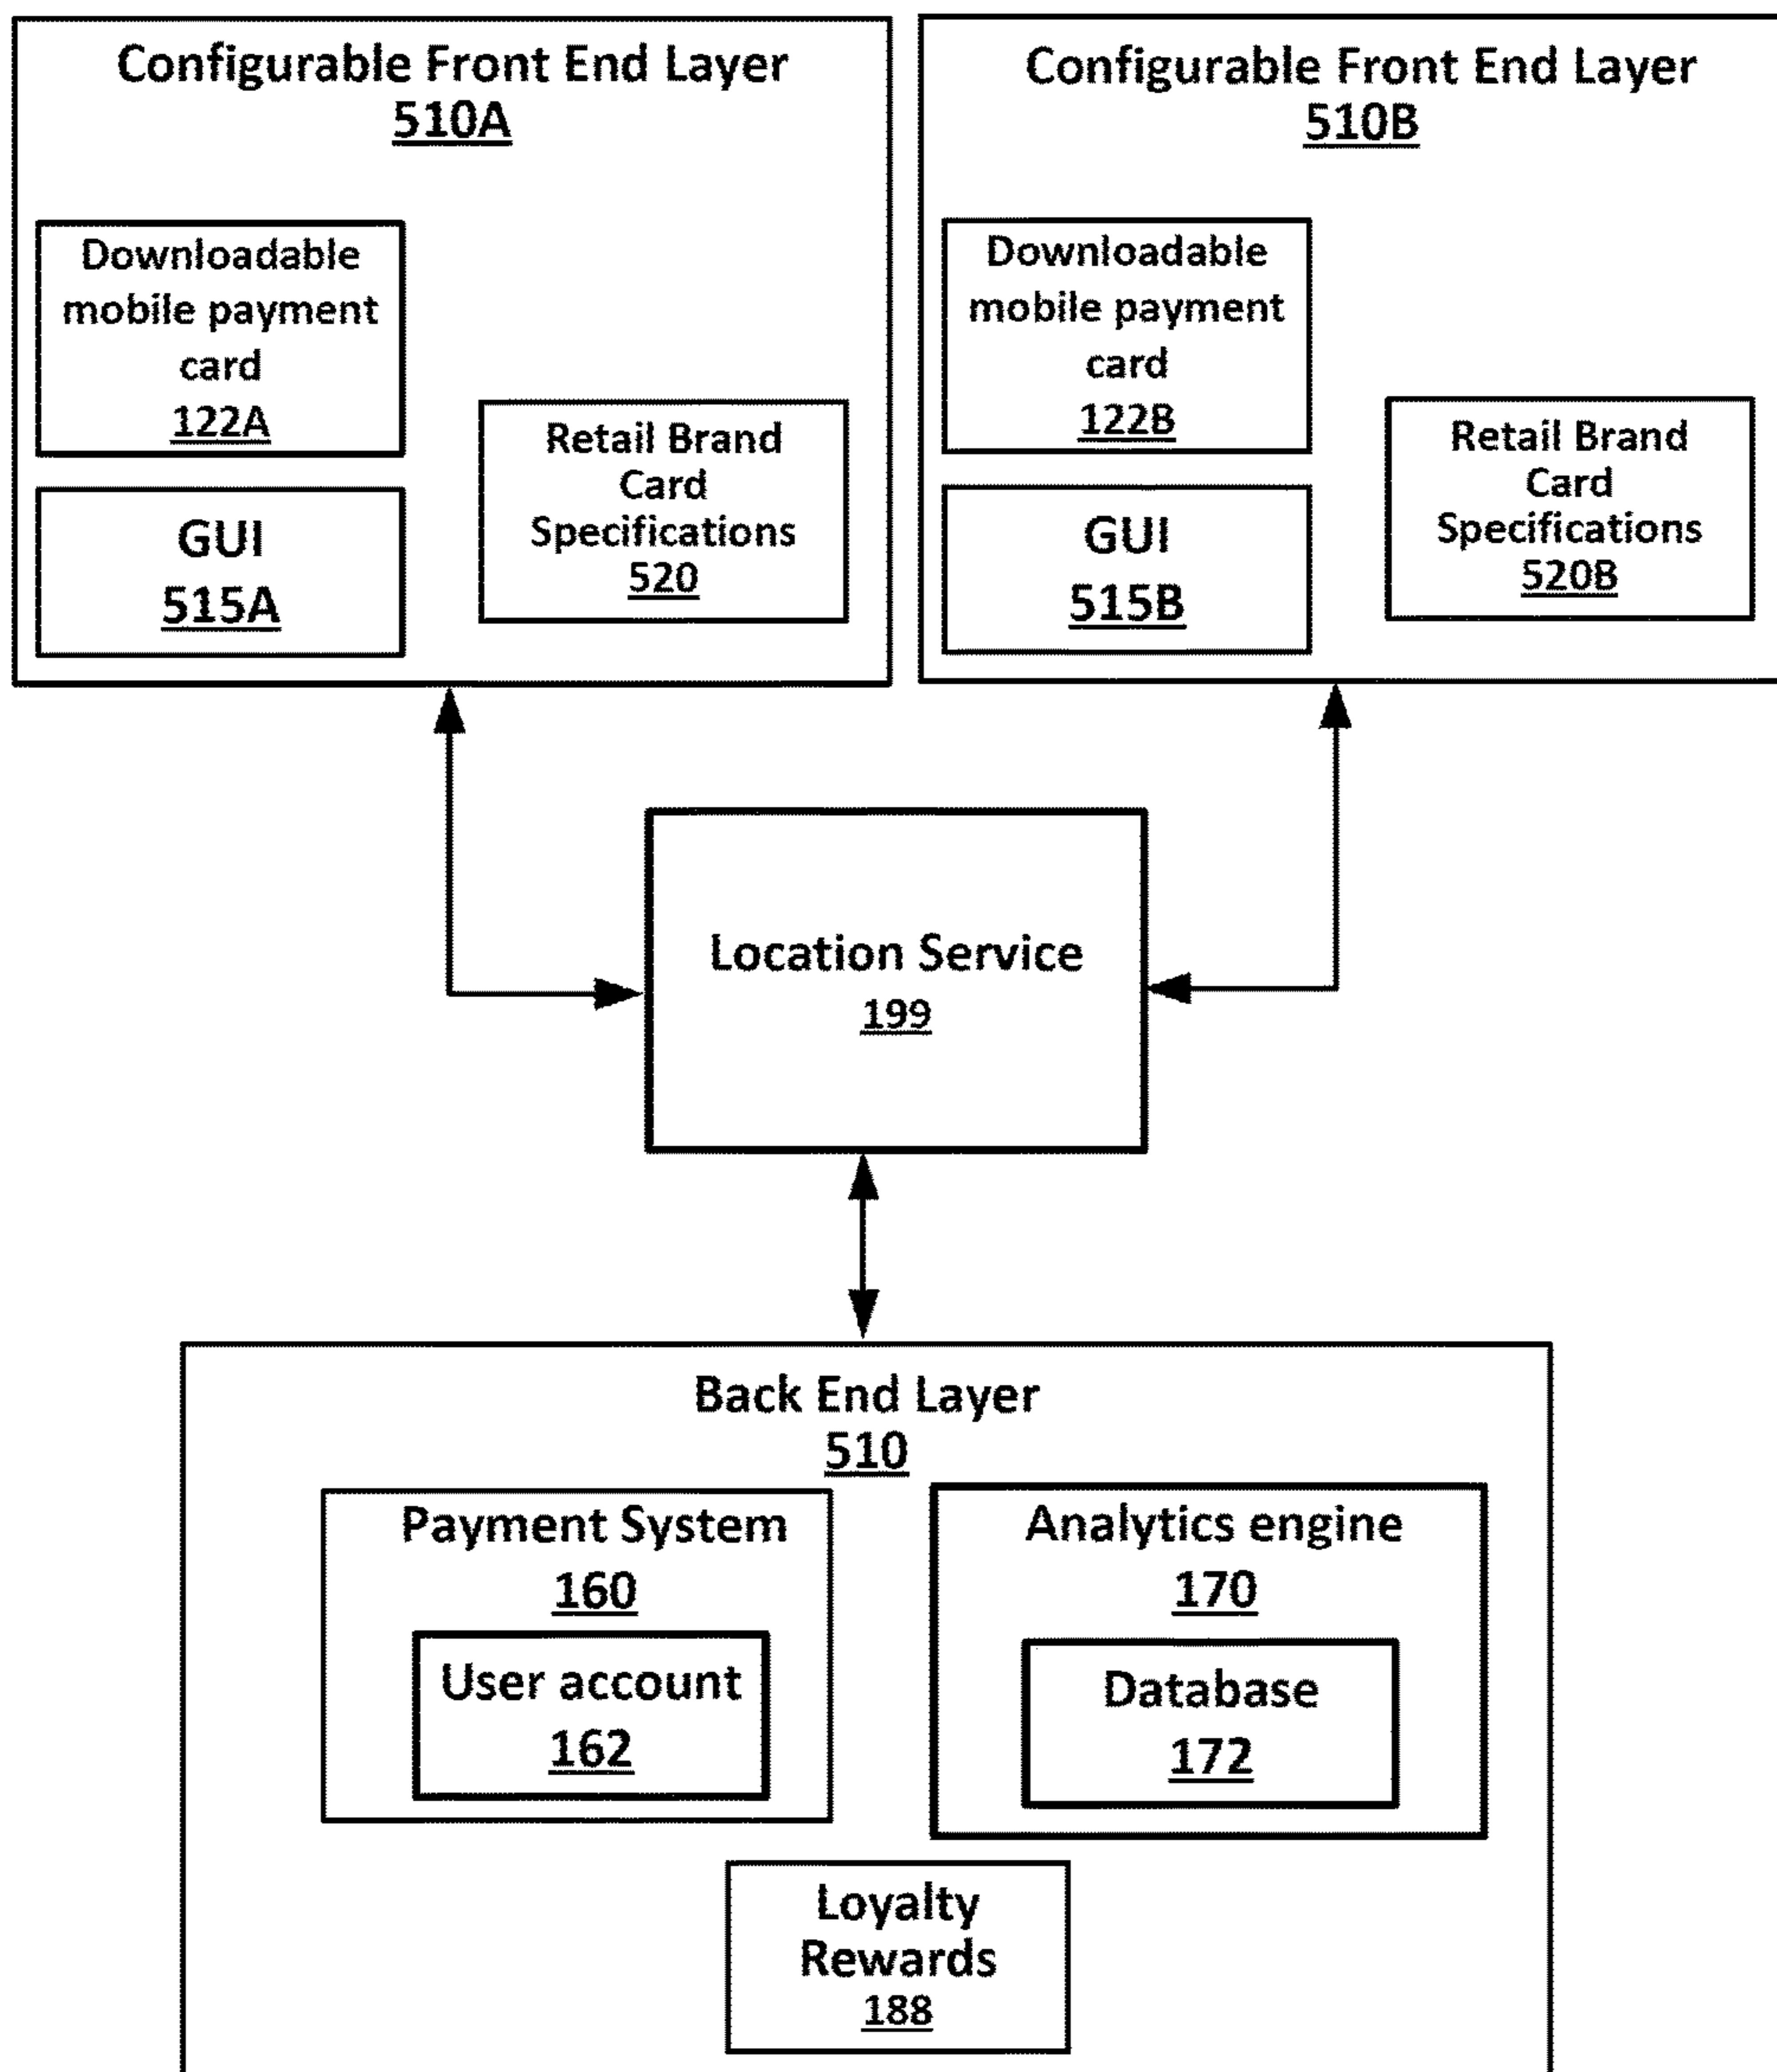 Configurable Front End Layer
510A
Downloadable
mobile payment
card
122A
GUI
515A
Retail Brand
Card
Specifications
520
Configurable Front End Layer
510B
Downloadable
mobile payment
card
122B
GUI
515B
Retail Brand
Card
Specifications
520B
Location Service
199
Back End Layer
510
Payment System
160
User account
162
Analytics engine
170
Database
172
Loyalty
Rewards
188